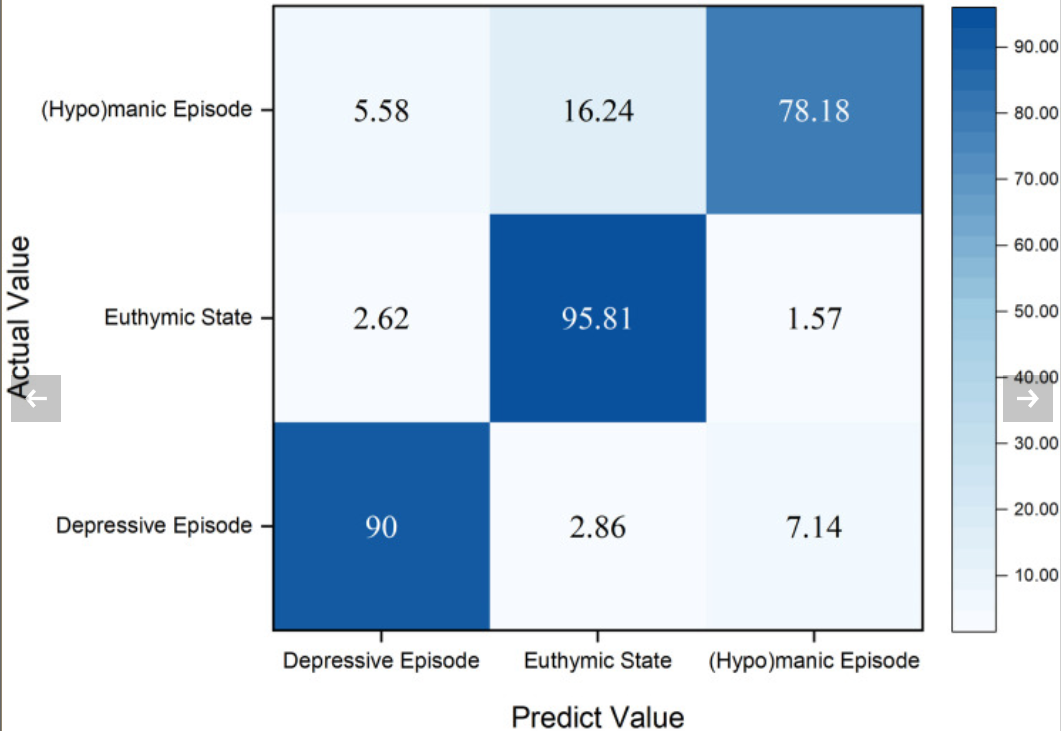 90.00
(Hypo)manic Episode 5.58 16.24 78.18
80.00
70.00
60.00
Actual Value
Euthymic State 2.62 95.81 1.57
50.00
40.00
30.00
20.00
Depressive Episode 90 2.86 7.14
10.00
Depressive Episode Euthymic State (Hypo)manic Episode
Predict Value